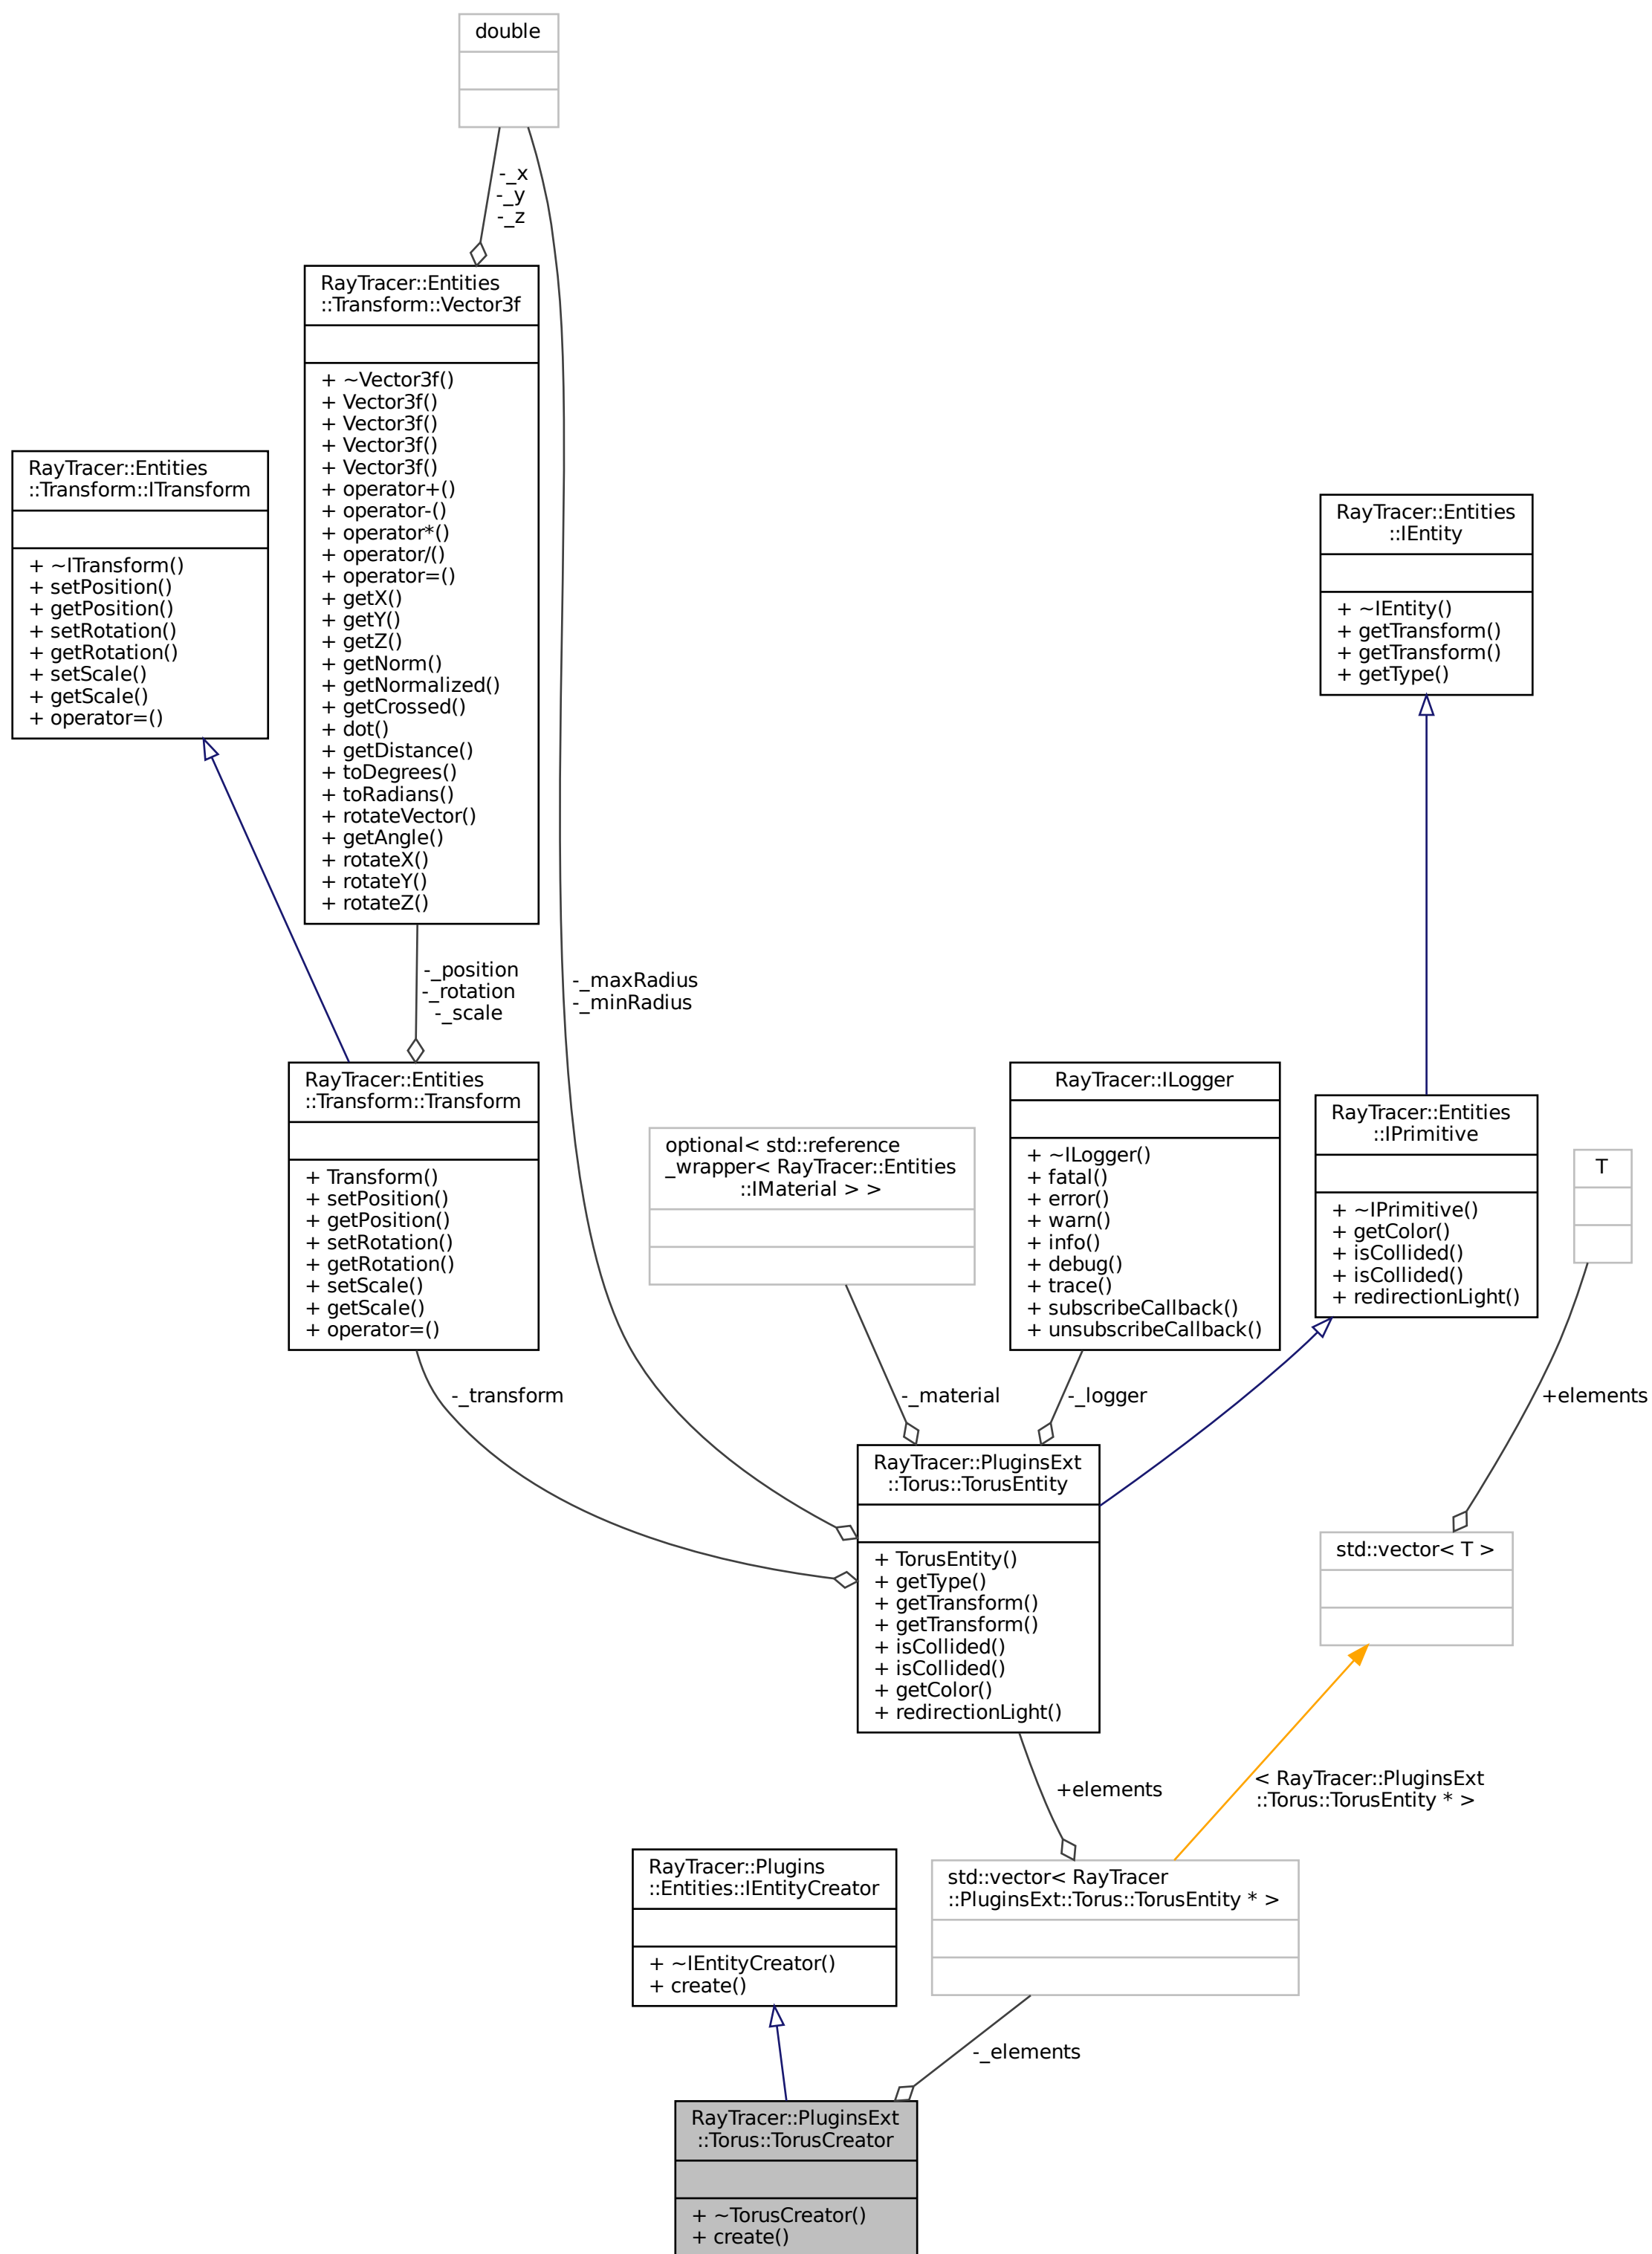 double
-_x
-_y
-_z
RayTracer::Entities
::Transform::Vector3f
+ ~Vector3f()
+ Vector3f()
+ Vector3f()
+ Vector3f()
+ Vector3f()
+ operator+()
+ operator-()
+ operator*()
+ operator/()
+ operator=()
+ getX()
+ getY()
+ getZ()
+ getNorm()
+ getNormalized()
+ getCrossed()
+ dot()
+ getDistance()
+ toDegrees()
+ toRadians()
+ rotateVector()
+ getAngle()
+ rotateX()
+ rotateY()
+ rotateZ()
RayTracer::Entities
::Transform::ITransform
+ ~ITransform()
+ setPosition()
+ getPosition()
+ setRotation()
+ getRotation()
+ setScale()
+ getScale()
+ operator=()
RayTracer::Entities
::IEntity
+ ~IEntity()
+ getTransform()
+ getTransform()
+ getType()
-_position
-_rotation
-_scale
-_maxRadius
-_minRadius
RayTracer::Entities
::Transform::Transform
+ Transform()
+ setPosition()
+ getPosition()
+ setRotation()
+ getRotation()
+ setScale()
+ getScale()
+ operator=()
optional< std::reference
_wrapper< RayTracer::Entities
::IMaterial > >
RayTracer::ILogger
+ ~ILogger()
+ fatal()
+ error()
+ warn()
+ info()
+ debug()
+ trace()
+ subscribeCallback()
+ unsubscribeCallback()
RayTracer::Entities
::IPrimitive
+ ~IPrimitive()
+ getColor()
+ isCollided()
+ isCollided()
+ redirectionLight()
T
-_transform
-_material
-_logger
+elements
RayTracer::PluginsExt
::Torus::TorusEntity
+ TorusEntity()
+ getType()
+ getTransform()
+ getTransform()
+ isCollided()
+ isCollided()
+ getColor()
+ redirectionLight()
std::vector< T >
+elements
< RayTracer::PluginsExt
::Torus::TorusEntity * >
RayTracer::Plugins
::Entities::IEntityCreator
+ ~IEntityCreator()
+ create()
std::vector< RayTracer
::PluginsExt::Torus::TorusEntity * >
-_elements
RayTracer::PluginsExt
::Torus::TorusCreator
+ ~TorusCreator()
+ create()